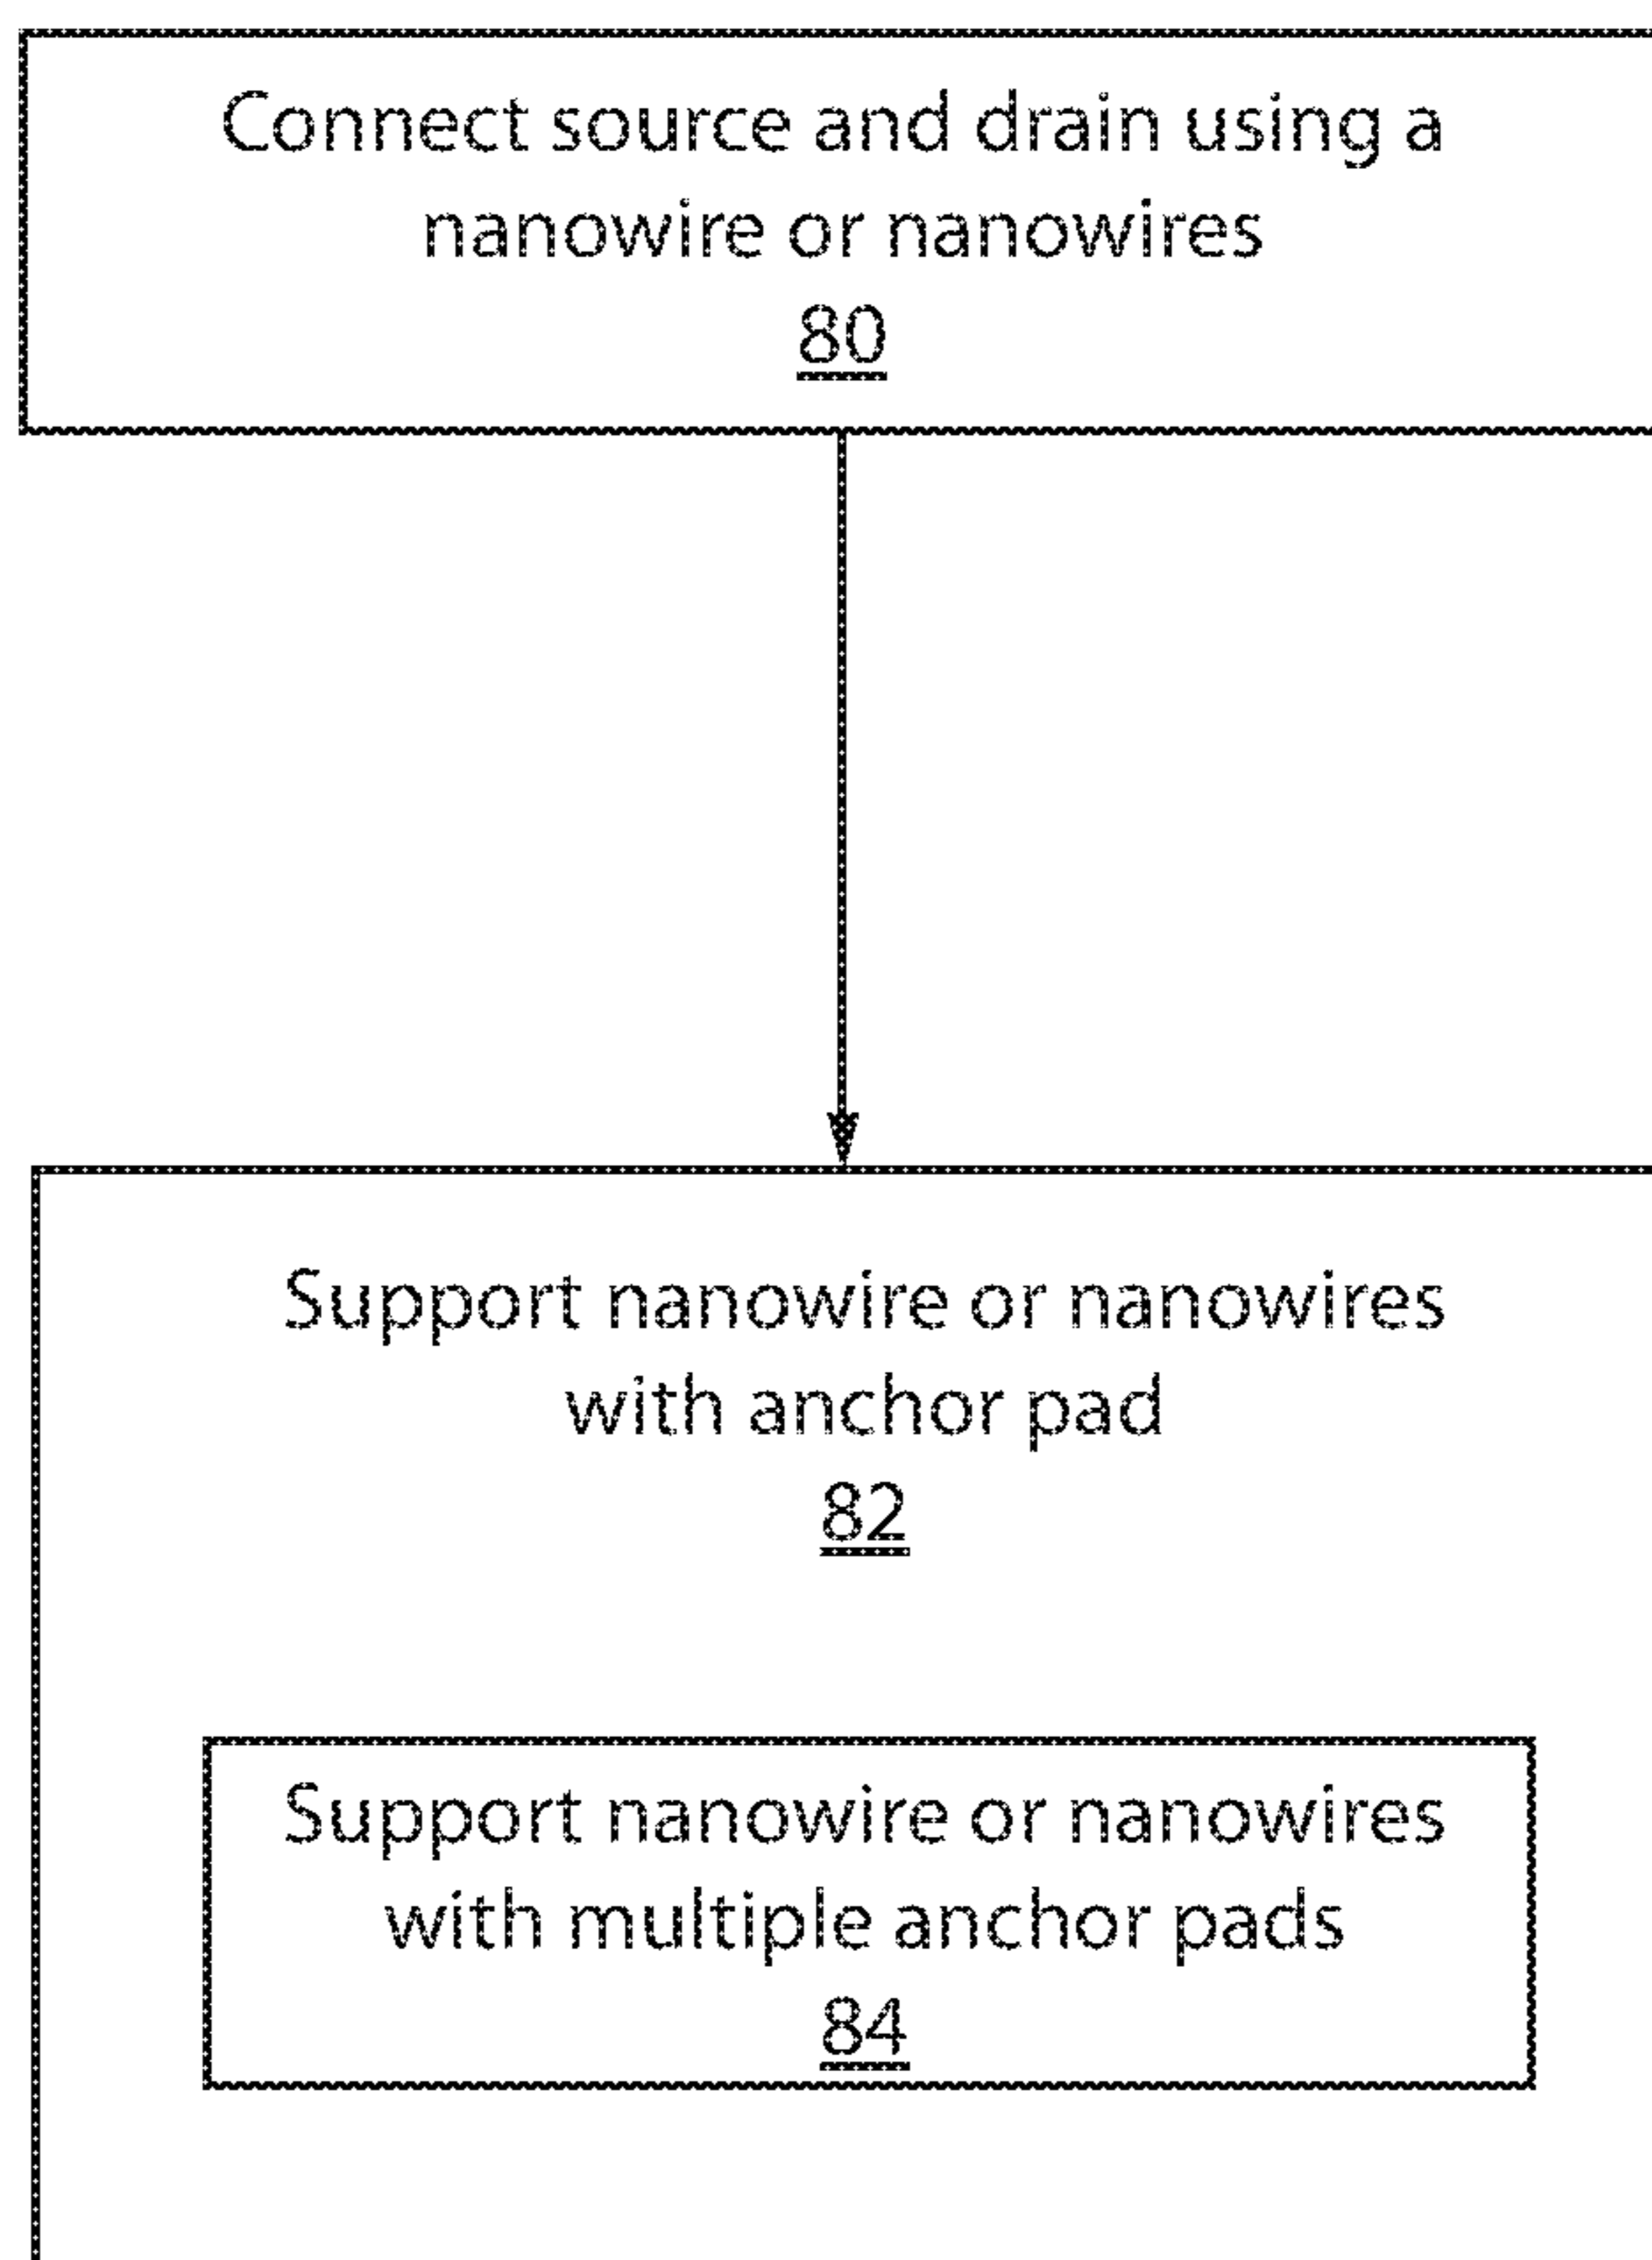 Connect source and drain using a
nanowire or nanowires
80
Support nanowire or nanowires
with anchor pad
82
Support nanowire or nanowires
with multiple anchor pads
84